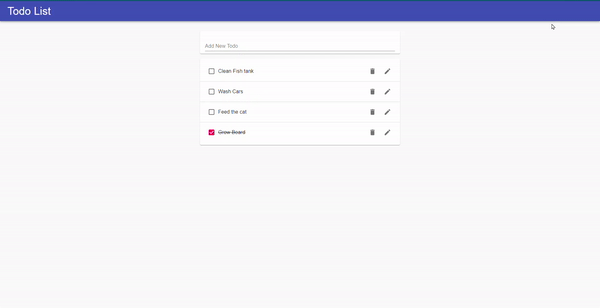 Todo List
Add New Todo
Clean Fish tank
Wash Cars
Feed the cat
Grow Beard